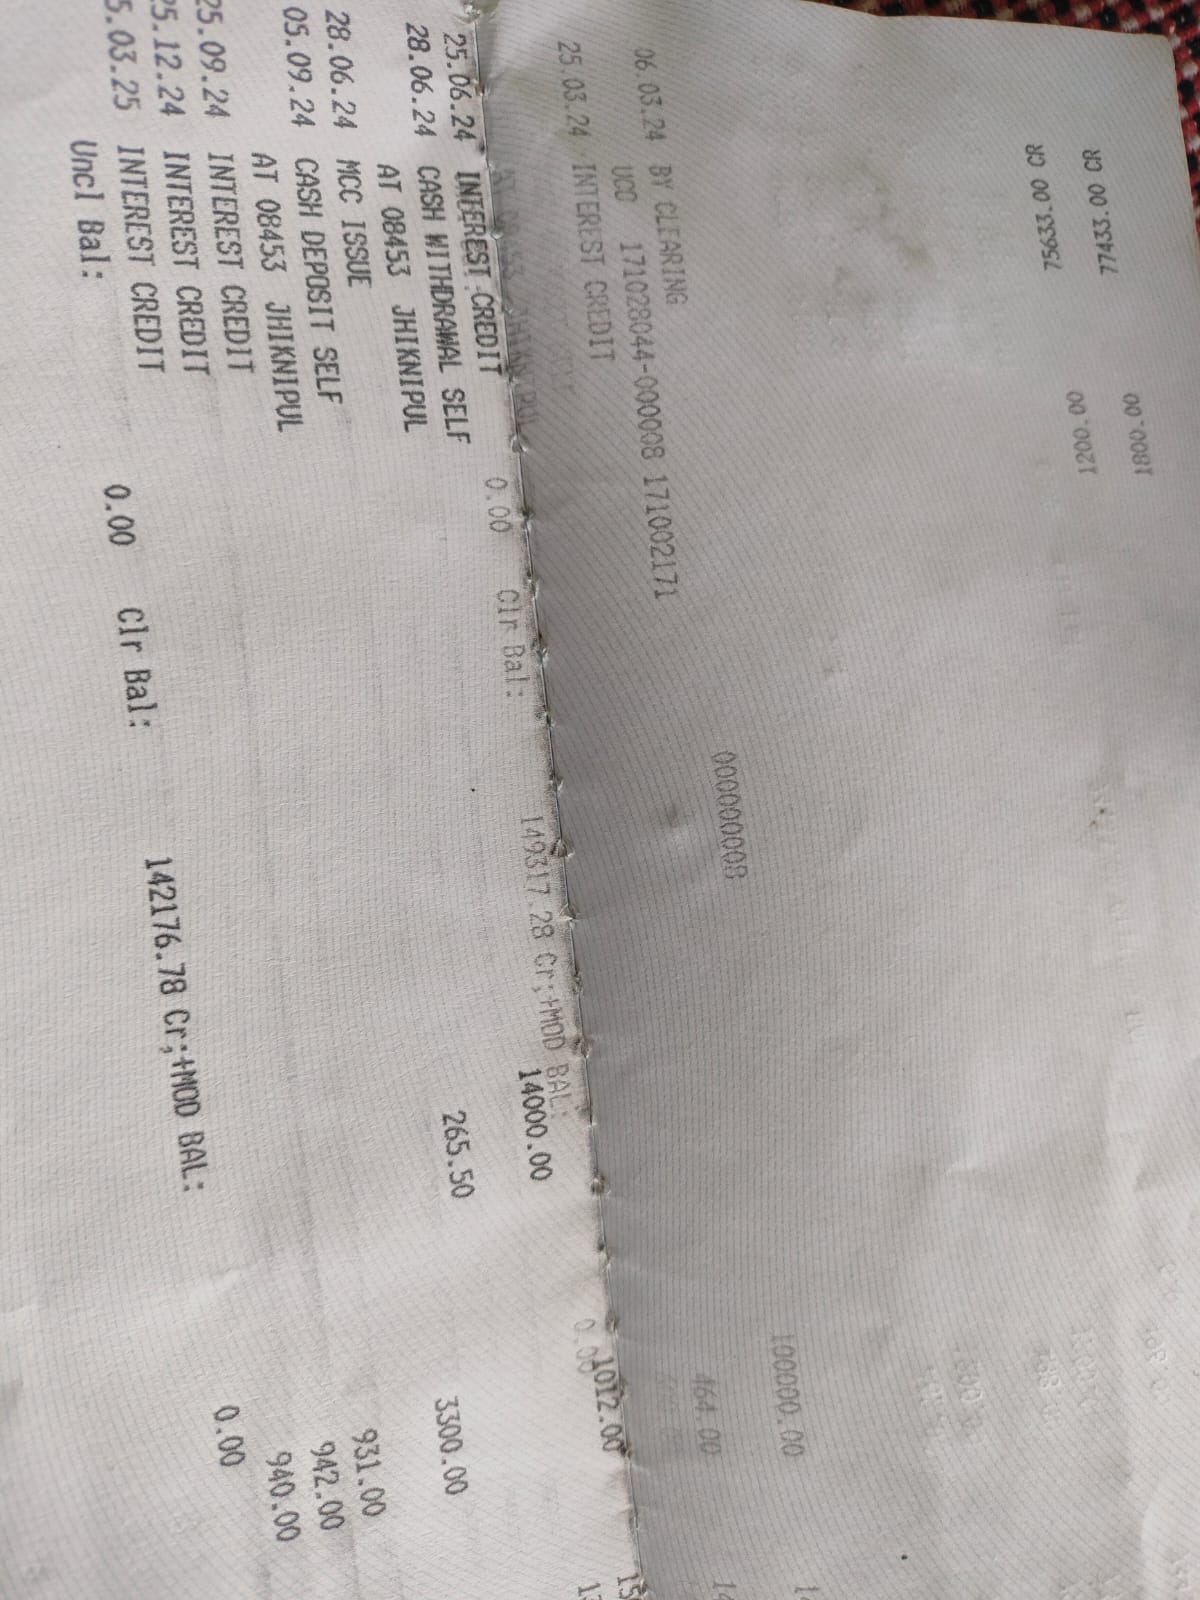 1800.00
77433.00 CR
1200.00
75633.00 CR
06.03.24 BY CLEARING 100000.00
UCO 171028044-000008 171002171 000000008
25.03.24 INTEREST CREDIT 464.00
0.00 Clr Bal: 149317.28 Cr;+MOD BAL: 0.00
25.06.24 INTEREST CREDIT 1012.00
28.06.24 CASH WITHDRAWAL SELF 14000.00
AT 08453 JHIKNIPUL
28.06.24 MCC ISSUE 265.50
05.09.24 CASH DEPOSIT SELF 3300.00
AT 08453 JHIKNIPUL
25.09.24 INTEREST CREDIT 931.00
25.12.24 INTEREST CREDIT 942.00
5.03.25 INTEREST CREDIT 940.00
Uncl Bal: 0.00 Clr Bal: 142176.78 Cr;+MOD BAL: 0.00